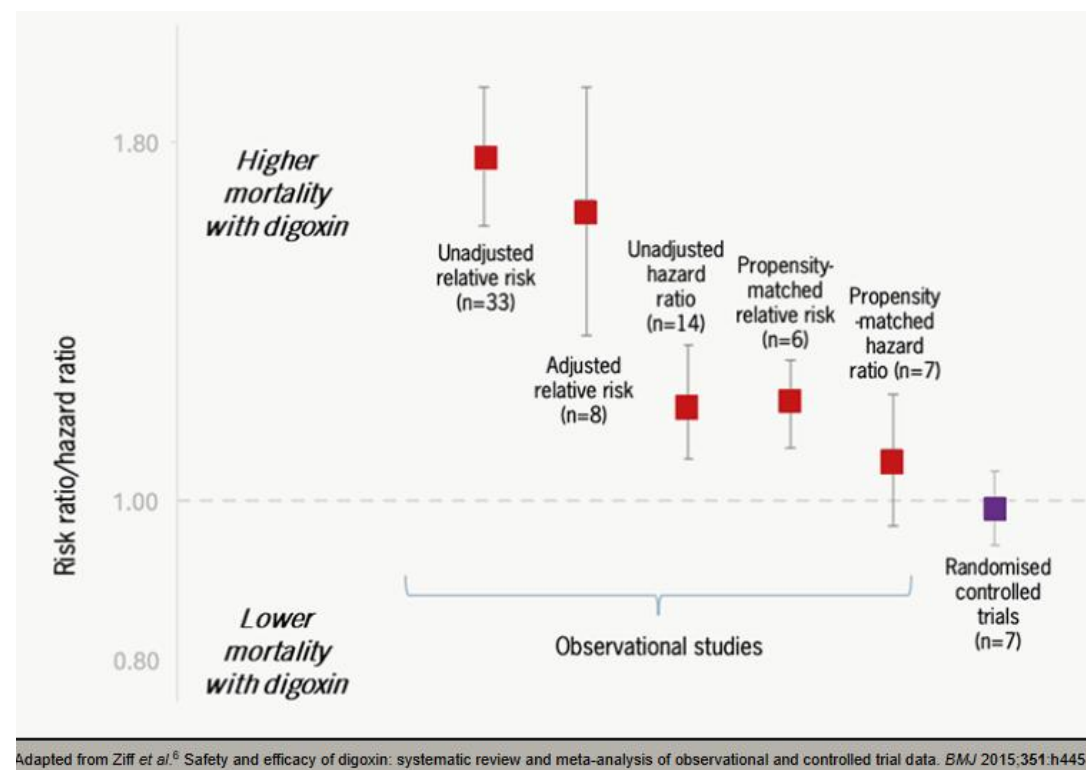 1.80
Higher
mortality
with digoxin
Unadjusted
relative risk
(n=33)
Adjusted
relative risk
(n=8)
Unadjusted
hazard
ratio
(n=14)
Propensity-
matched
relative risk
(n=6)
Propensity
-matched
hazard
ratio (n=7)
Risk ratio/hazard ratio
1.00
Randomised
controlled
trials
(n=7)
Observational studies
Lower
mortality
with digoxin
0.80
Adapted from Ziff et al.6 Safety and efficacy of digoxin: systematic review and meta-analysis of observational and controlled trial data. BMJ 2015;351:h445